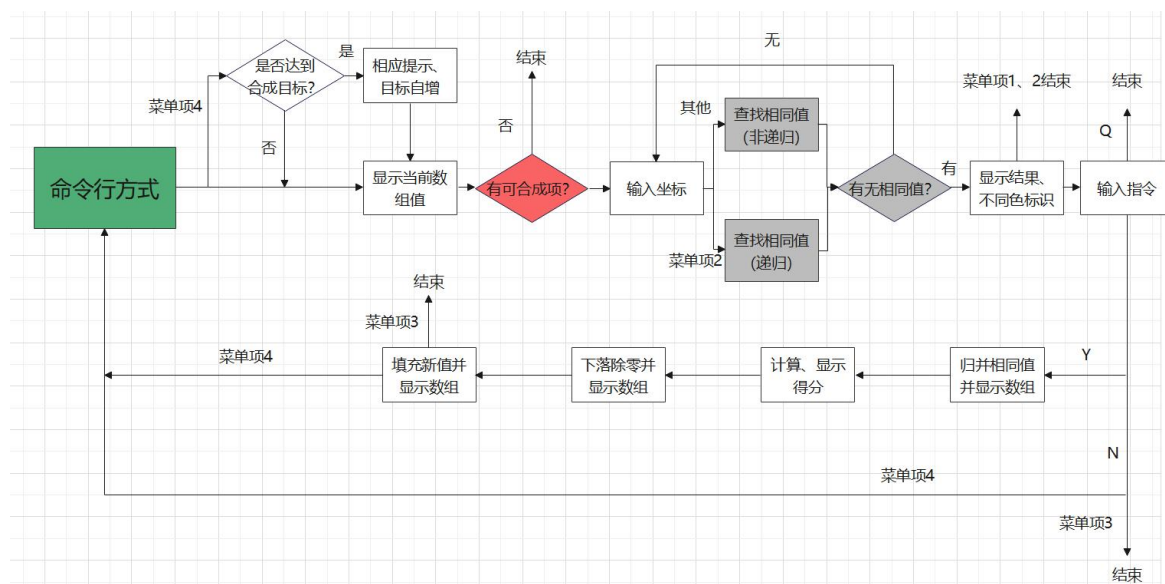 无
是否达到
合成目标？
是
相应提示、
目标自增
结束
菜单项1、2结束
结束
菜单项4
否
否
其他
查找相同值
(非递归)
Q
命令行方式
显示当前数
组值
有可合成项？
输入坐标
有无相同值？
有
显示结果、
不同色标识
输入指令
查找相同值
(递归)
菜单项2
结束
菜单项3
菜单项4
填充新值并
显示数组
下落除零并
显示数组
计算、显示
得分
归并相同值
并显示数组
Y
N
菜单项4
菜单项3
结束